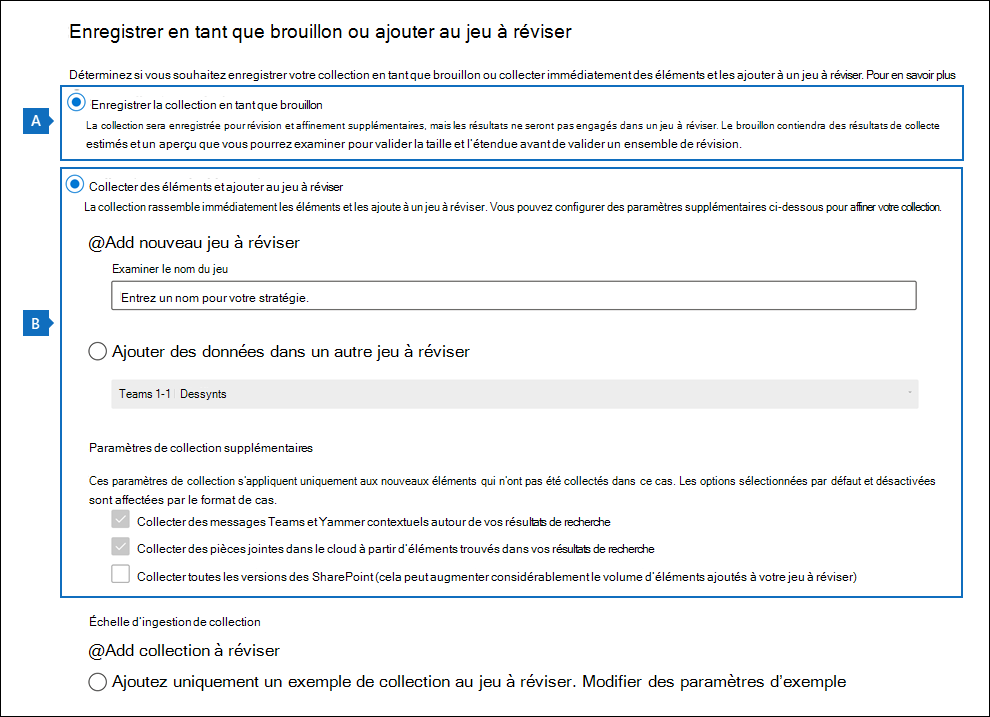 Enregistrer en tant que brouillon ou ajouter au jeu à réviser
Déterminez si vous souhaitez enregistrer votre collection en tant que brouillon ou collecter immédiatement des éléments et les ajouter à un jeu à réviser. Pour en savoir plus
A
Enregistrer la collection en tant que brouillon
La collection sera enregistrée pour révision et affinement supplémentaires, mais les résultats ne seront pas engagés dans un jeu à réviser. Le brouillon contiendra des résultats de collecte
estimés et un aperçu que vous pourrez examiner pour valider la taille et l'étendue avant de valider un ensemble de révision.
Collecter des éléments et ajouter au jeu à réviser
La collection rassemble immédiatement les éléments et les ajoute à un jeu à réviser. Vous pouvez configurer des paramètres supplémentaires ci-dessous pour affiner votre collection.
@Add nouveau jeu à réviser
Examiner le nom du jeu
Entrez un nom pour votre stratégie.
B
Ajouter des données dans un autre jeu à réviser
Teams 1-1 Dessynts
Paramètres de collection supplémentaires
Ces paramètres de collection s'appliquent uniquement aux nouveaux éléments qui n'ont pas été collectés dans ce cas. Les options sélectionnées par défaut et désactivées
sont affectées par le format de cas.
Collecter des messages Teams et Yammer contextuels autour de vos résultats de recherche
Collecter des pièces jointes dans le cloud à partir d'éléments trouvés dans vos résultats de recherche
Collecter toutes les versions des SharePoint (cela peut augmenter considérablement le volume d'éléments ajoutés à votre jeu à réviser)
Échelle d'ingestion de collection
@Add collection à réviser
Ajoutez uniquement un exemple de collection au jeu à réviser. Modifier des paramètres d'exemple